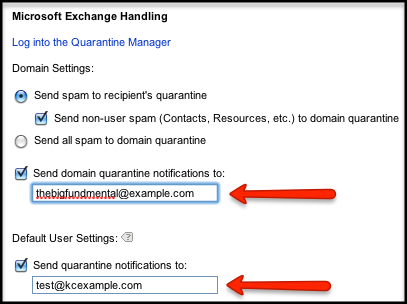 Microsoft Exchange Handling
Log into the Quarantine Manager
Domain Settings:
Send spam to recipient's quarantine
Send non-user spam (Contacts, Resources, etc.) to domain quarantine
Send all spam to domain quarantine
Send domain quarantine notifications to:
thebigfundmental@example.com
Default User Settings: ?
Send quarantine notifications to:
test@kcexample.com